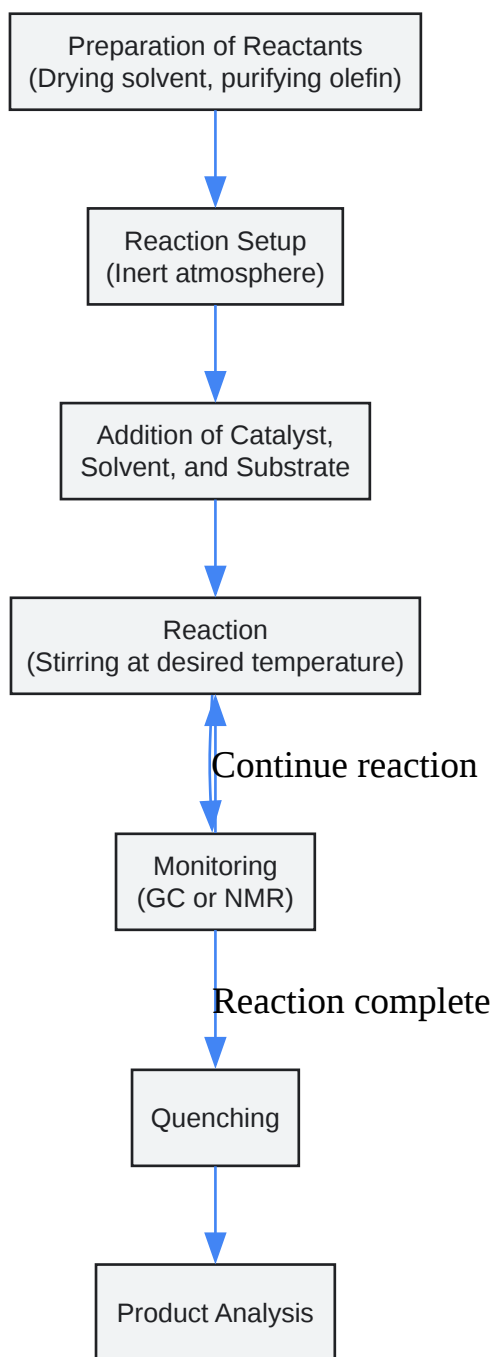 Preparation of Reactants
(Drying solvent, purifying olefin)
Reaction Setup
(Inert atmosphere)
Addition of Catalyst,
Solvent, and Substrate
Reaction
(Stirring at desired temperature)
Continue reaction
Monitoring
(GC or NMR)
Reaction complete
Quenching
Product Analysis